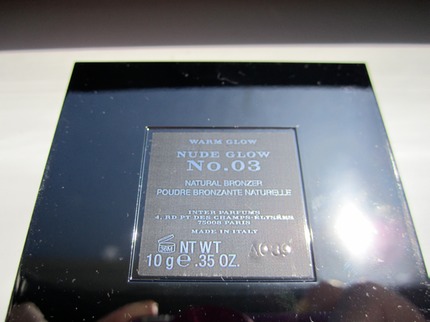 WARM GLOW
NUDE GLOW
No.03
NATURAL BRONZER
POUDRE BRONZANTE NATURELLE
INTER PARFUMS
4, RD PT DES CHAMPS-ÉLYSÉES
75008 PARIS
MADE IN ITALY
NT WT
10 g e .35 OZ.